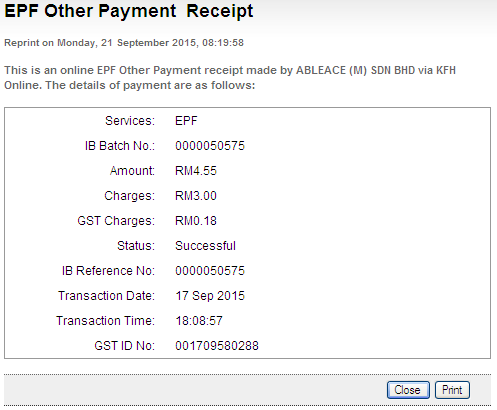 EPF Other Payment Receipt
Reprint on Monday, 21 September 2015, 08:19:58
This is an online EPF Other Payment receipt made by ABLEACE (M) SDN BHD via KFH
Online. The details of payment are as follows:
Services: EPF
IB Batch No.: 0000050575
Amount: RM4.55
Charges: RM3.00
GST Charges: RM0.18
Status: Successful
IB Reference No: 0000050575
Transaction Date: 17 Sep 2015
Transaction Time: 18:08:57
GST ID No: 001709580288
Close Print